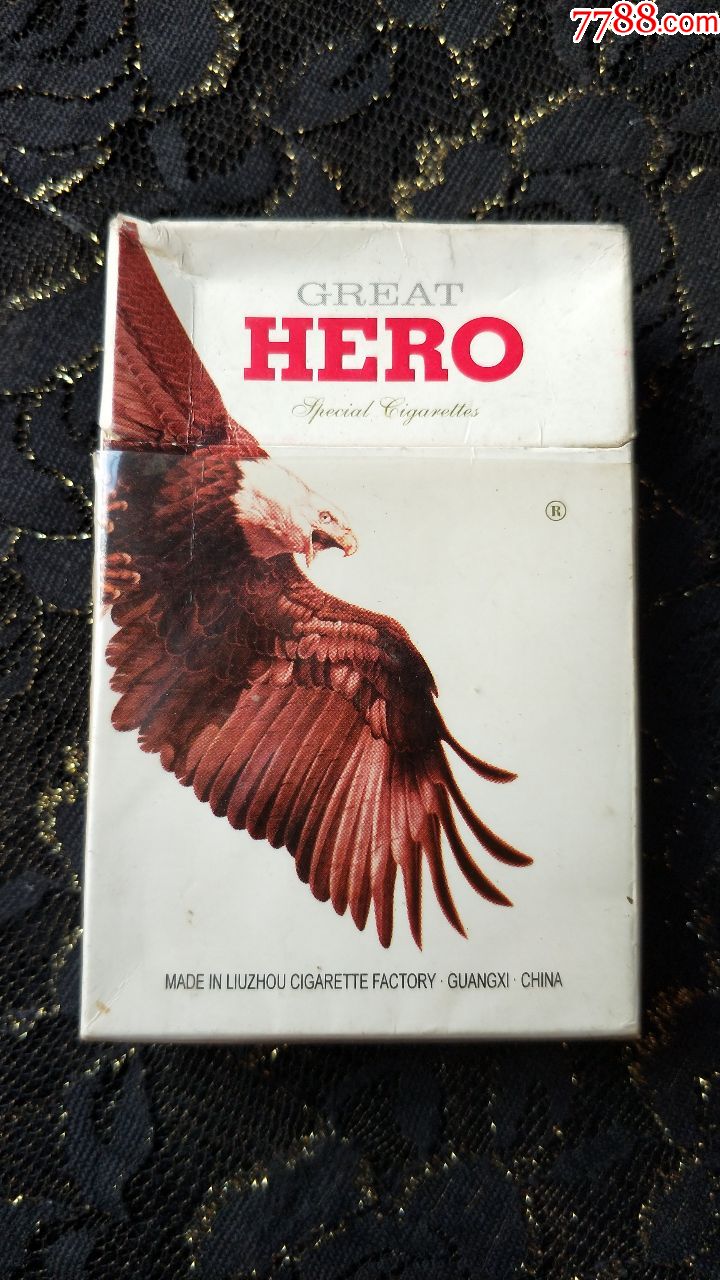 7788.com
GREAT
HERO
Special Cigarettes
®
MADE IN LIUZHOU CIGARETTE FACTORY · GUANGXI · CHINA